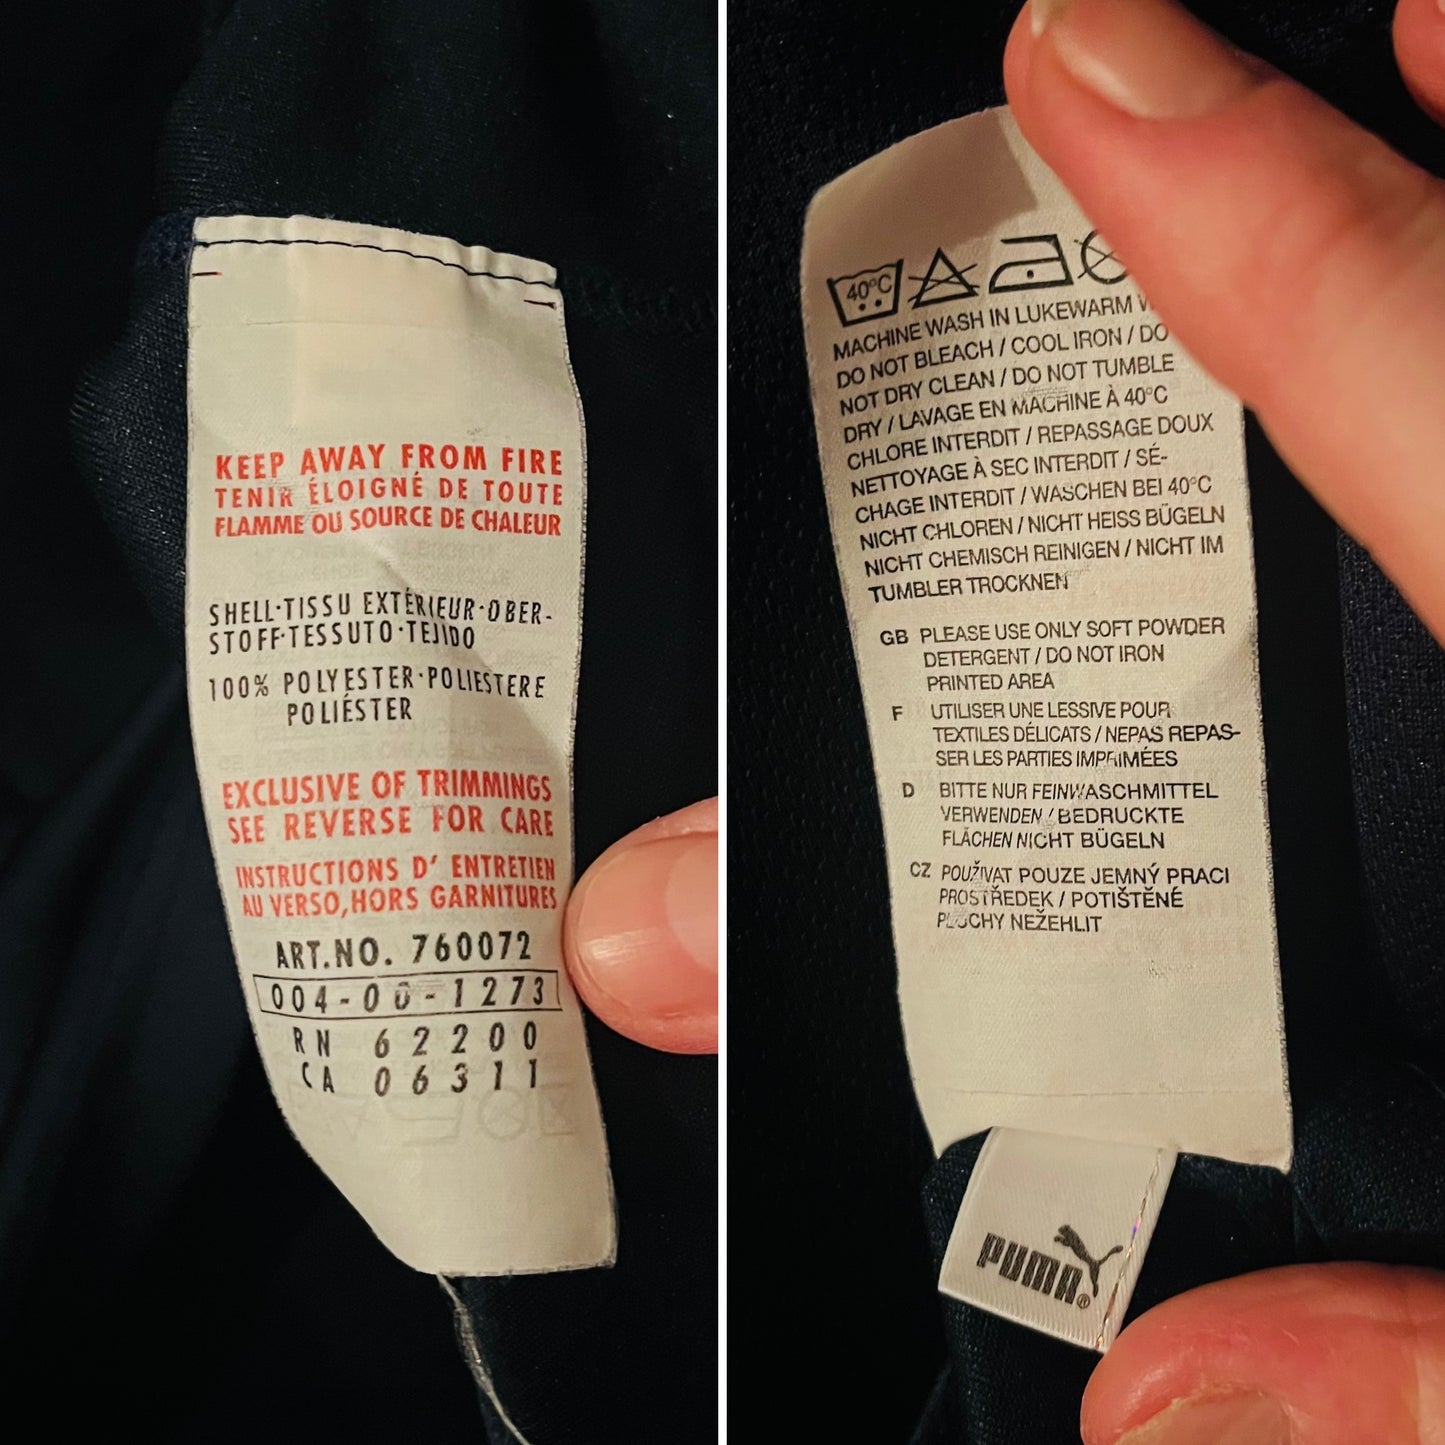 KEEP AWAY FROM FIRE
TENIR ÉLOIGNÉ DE TOUTE
FLAMME OU SOURCE DE CHALEUR
SHELL·TISSU EXTÉRIEUR·OBER-
STOFF·TESSUTO·TEJIDO
100% POLYESTER·POLIESTERE
POLIÉSTER
EXCLUSIVE OF TRIMMINGS
SEE REVERSE FOR CARE
INSTRUCTIONS D' ENTRETIEN
AU VERSO, HORS GARNITURES
ART.NO. 760072
004-00-1273
RN 62200
CA 06311
40°C
MACHINE WASH IN LUKEWARM
DO NOT BLEACH / COOL IRON / DO
NOT DRY CLEAN / DO NOT TUMBLE
DRY / LAVAGE EN MACHINE À 40°C
CHLORE INTERDIT / REPASSAGE DOUX
NETTOYAGE À SEC INTERDIT / SÉ-
CHAGE INTERDIT / WASCHEN BEI 40°C
NICHT CHLOREN / NICHT HEISS BÜGELN
NICHT CHEMISCH REINIGEN / NICHT IM
TUMBLER TROCKNEN
GB PLEASE USE ONLY SOFT POWDER
DETERGENT / DO NOT IRON
PRINTED AREA
F UTILISER UNE LESSIVE POUR
TEXTILES DÉLICATS / NEPAS REPAS-
SER LES PARTIES IMPRIMÉES
D BITTE NUR FEINWASCHMITTEL
VERWENDEN / BEDRUCKTE
FLÄCHEN NICHT BÜGELN
CZ POUŽIVAT POUZE JEMNÝ PRACI
PROSTŘEDEK / POTIŠTĚNÉ
PLOCHY NEŽEHLIT
PUMA®